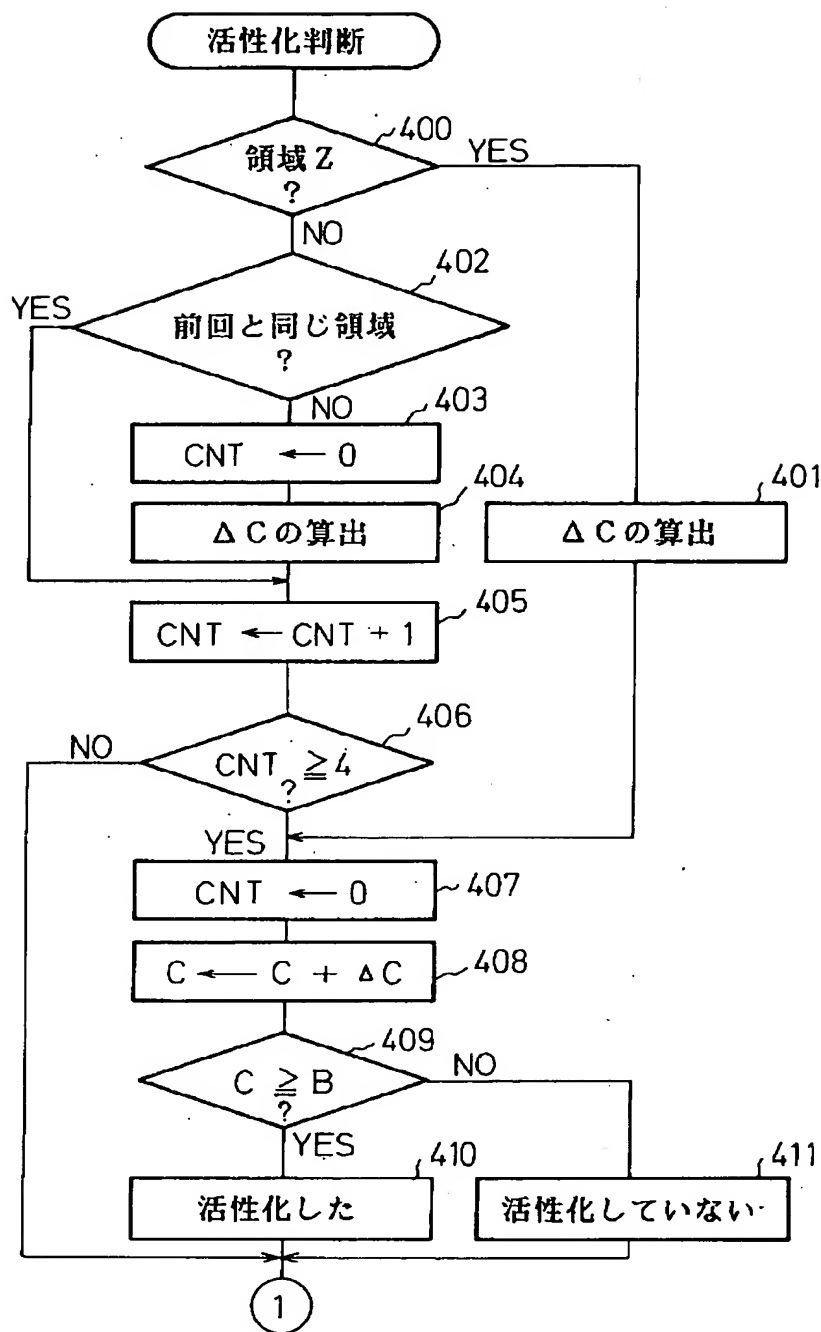 活性化判断
400
領域Z
?
YES
NO
402
YES
前回と同じ領域
?
NO
403
CNT ← 0
404
ΔCの算出
401
ΔCの算出
405
CNT ← CNT + 1
406
NO
CNT ≧ 4
?
YES
CNT ← 0
407
C ← C + ΔC
408
409
C ≧ B
?
NO
YES
410
活性化した
411
活性化していない
1